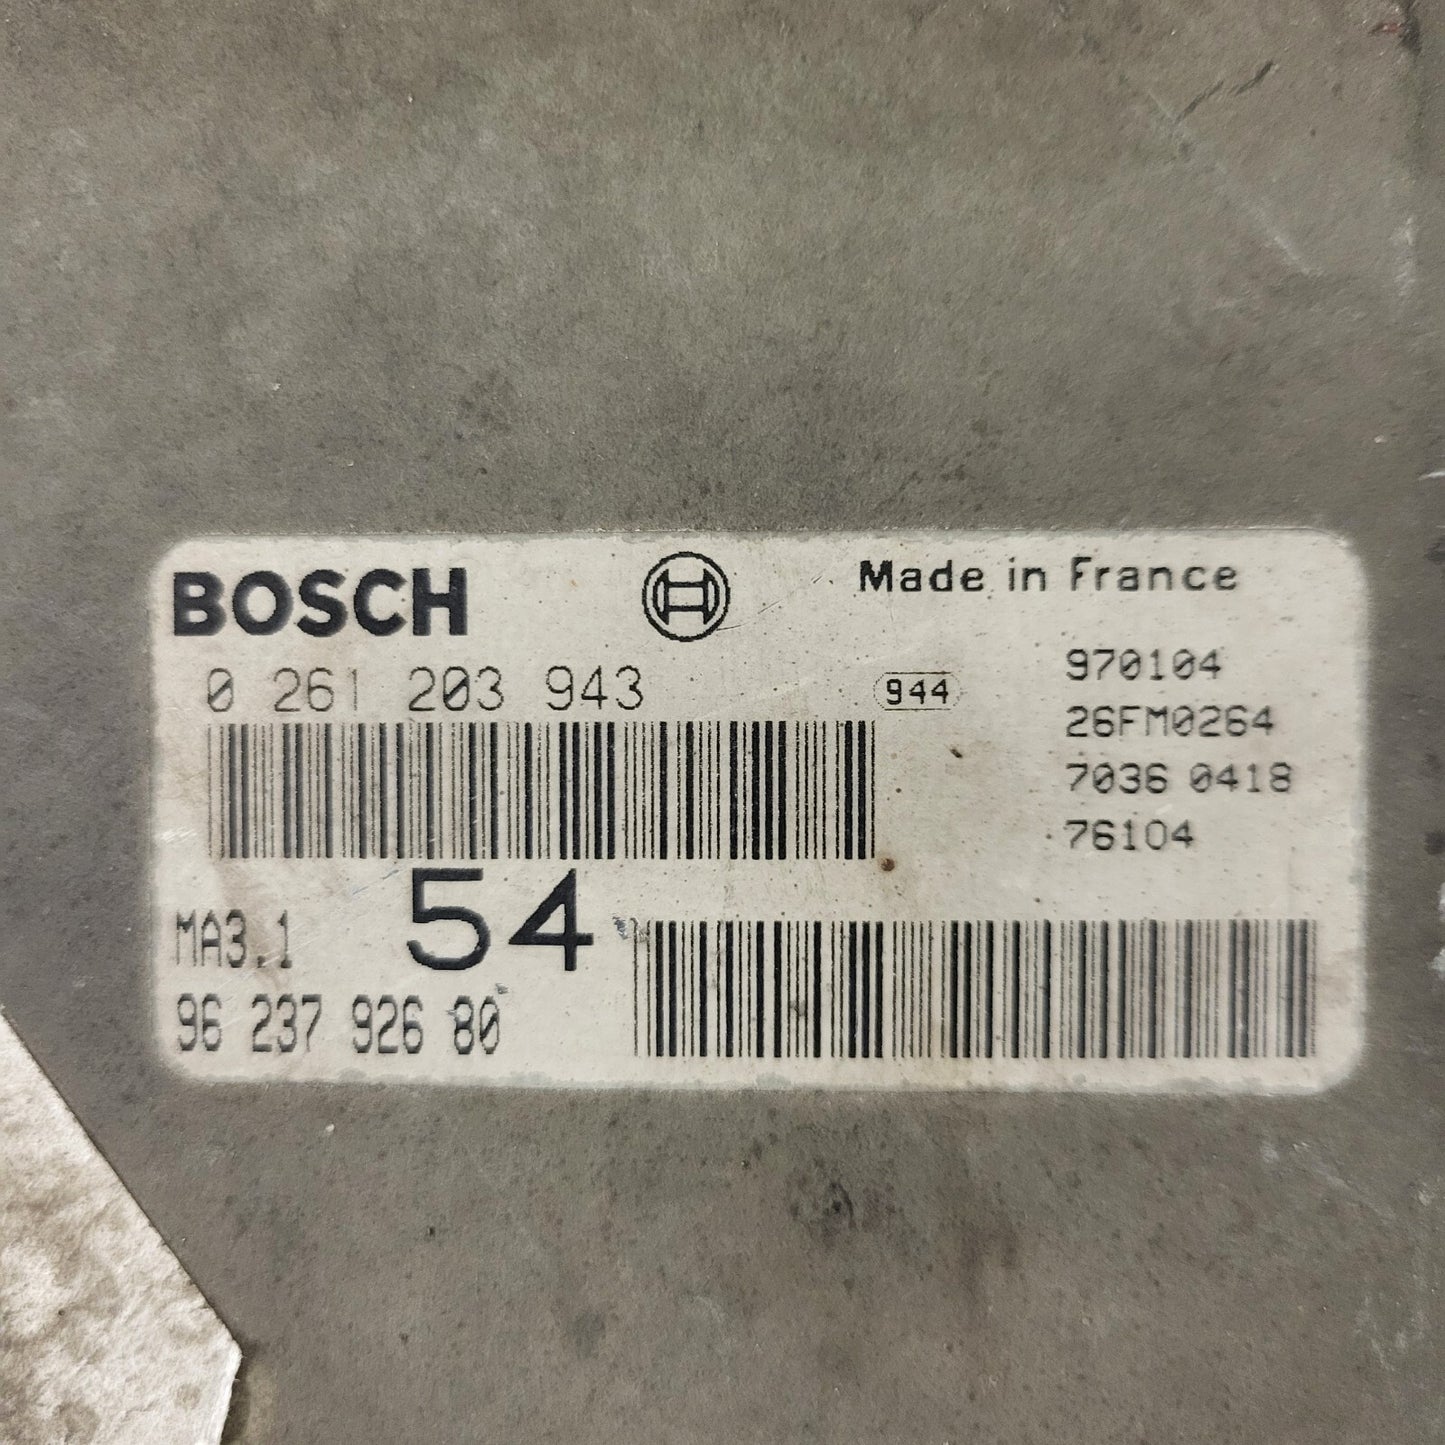 BOSCH
Made in France
0 261 203 943
944
970104
26FM0264
7036 0418
76104
MA3.1
54
96 237 926 80